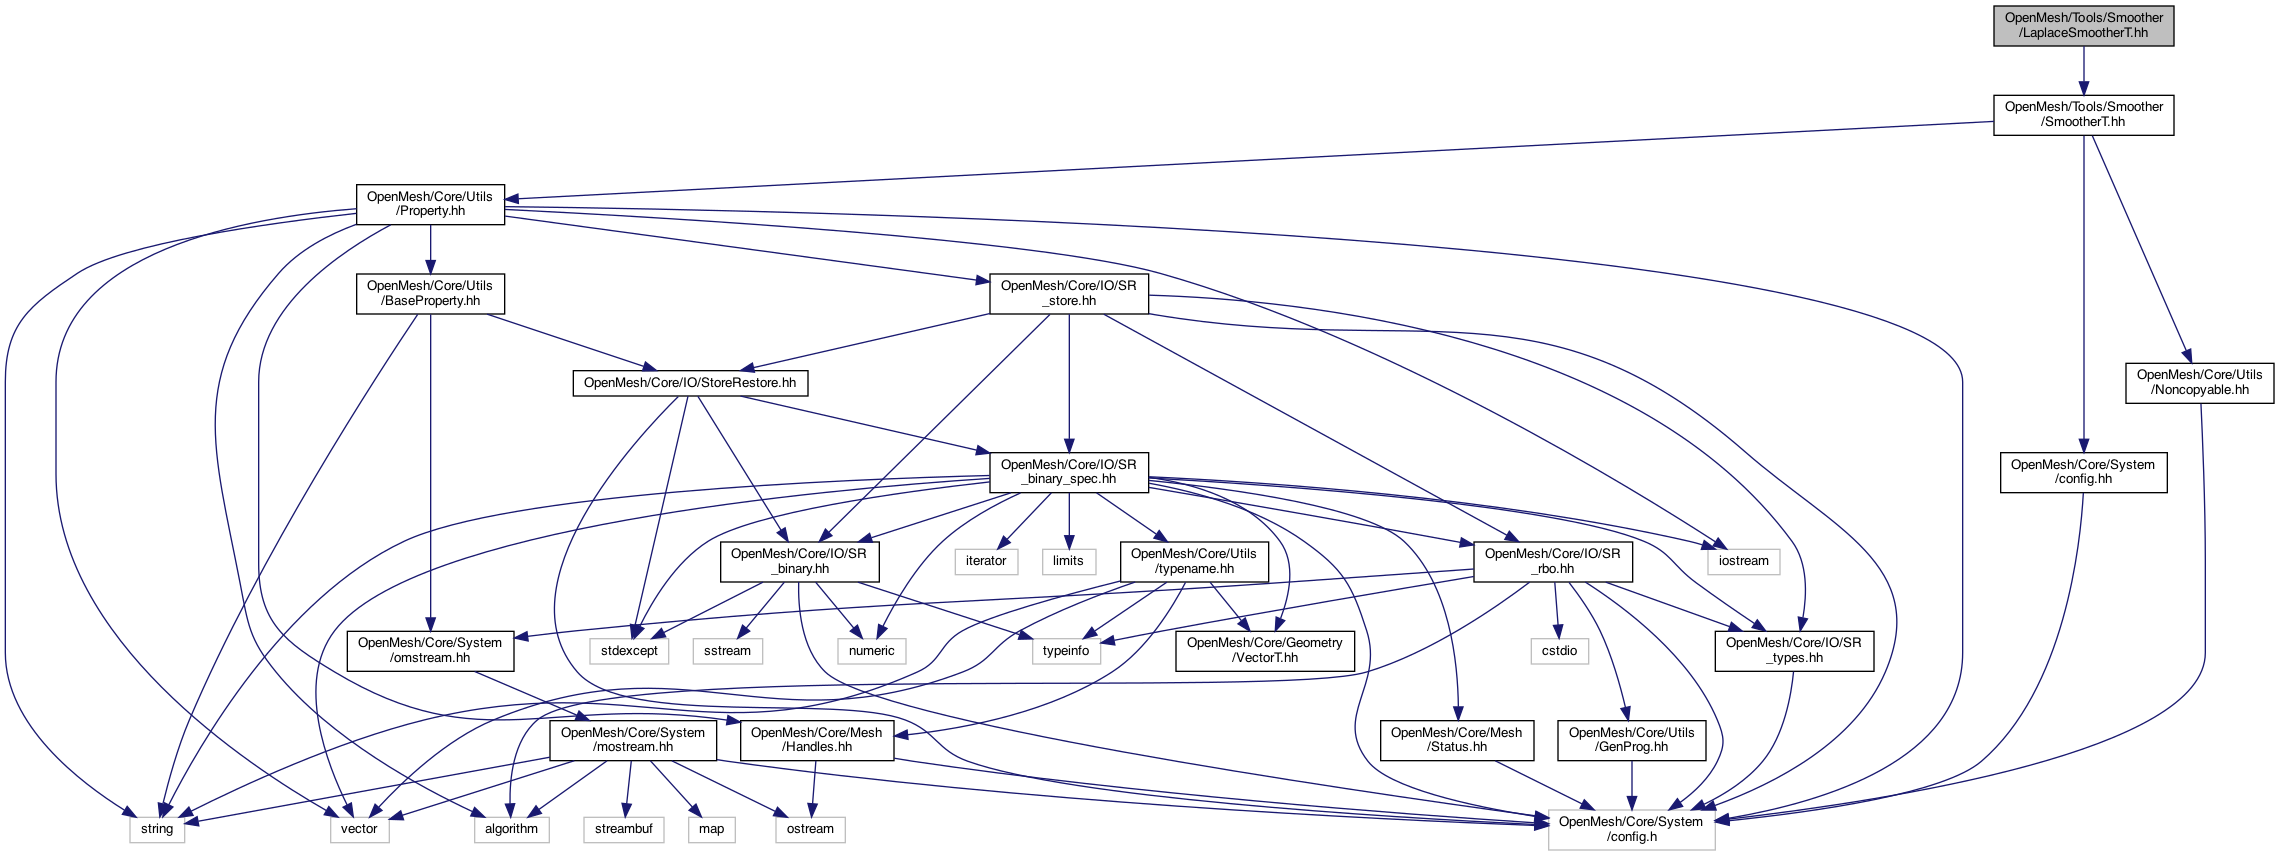 OpenMesh/Tools/Smoother
/LaplaceSmootherT.hh
OpenMesh/Tools/Smoother
/SmootherT.hh
OpenMesh/Core/Utils
/Property.hh
OpenMesh/Core/Utils
/BaseProperty.hh
OpenMesh/Core/IO/SR
_store.hh
OpenMesh/Core/IO/StoreRestore.hh
OpenMesh/Core/Utils
/Noncopyable.hh
OpenMesh/Core/IO/SR
_binary_spec.hh
OpenMesh/Core/System
/config.hh
OpenMesh/Core/IO/SR
_binary.hh
iterator
limits
OpenMesh/Core/Utils
/typename.hh
OpenMesh/Core/IO/SR
_rbo.hh
iostream
OpenMesh/Core/System
/omstream.hh
stdexcept
sstream
numeric
typeinfo
OpenMesh/Core/Geometry
/VectorT.hh
cstdio
OpenMesh/Core/IO/SR
_types.hh
OpenMesh/Core/System
/mostream.hh
OpenMesh/Core/Mesh
/Handles.hh
OpenMesh/Core/Mesh
/Status.hh
OpenMesh/Core/Utils
/GenProg.hh
string
vector
algorithm
streambuf
map
ostream
OpenMesh/Core/System
/config.h